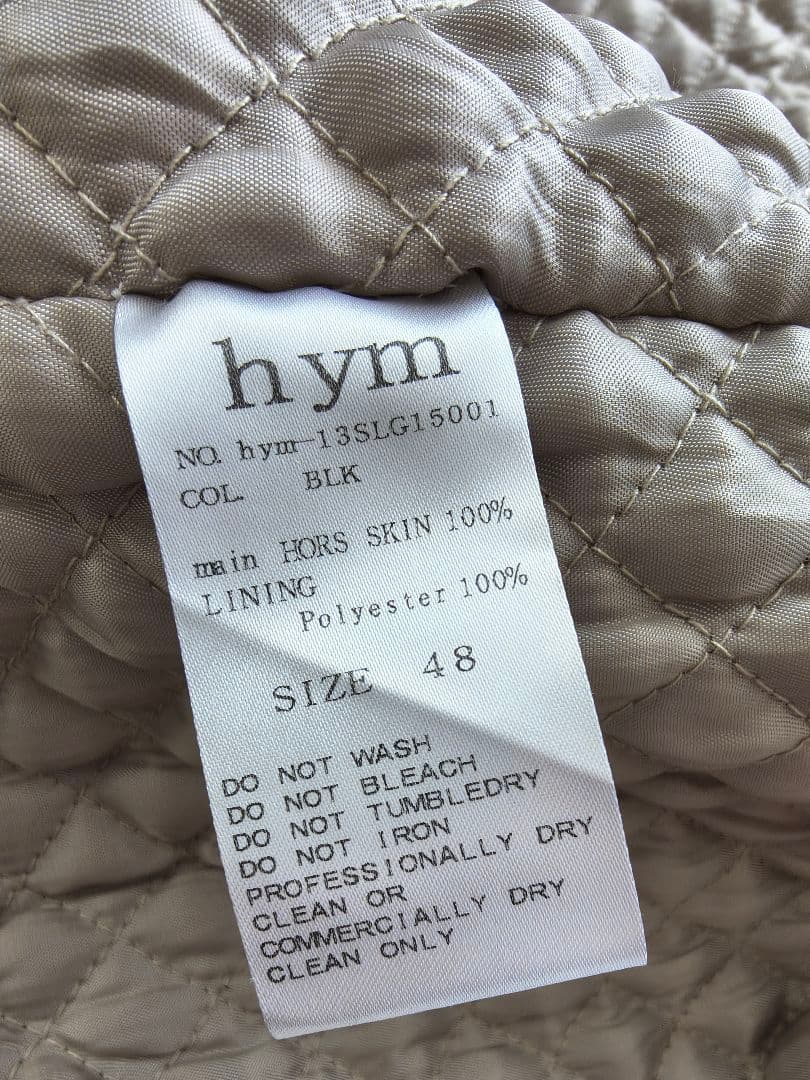 hym
NO. hym-13SLG15001
COL. BLK
main HORS SKIN 100%
LINING
Polyester 100%
SIZE 48
DO NOT WASH
DO NOT BLEACH
DO NOT TUMBLEDRY
DO NOT IRON
PROFESSIONALLY DRY
CLEAN OR
COMMERCIALLY DRY
CLEAN ONLY